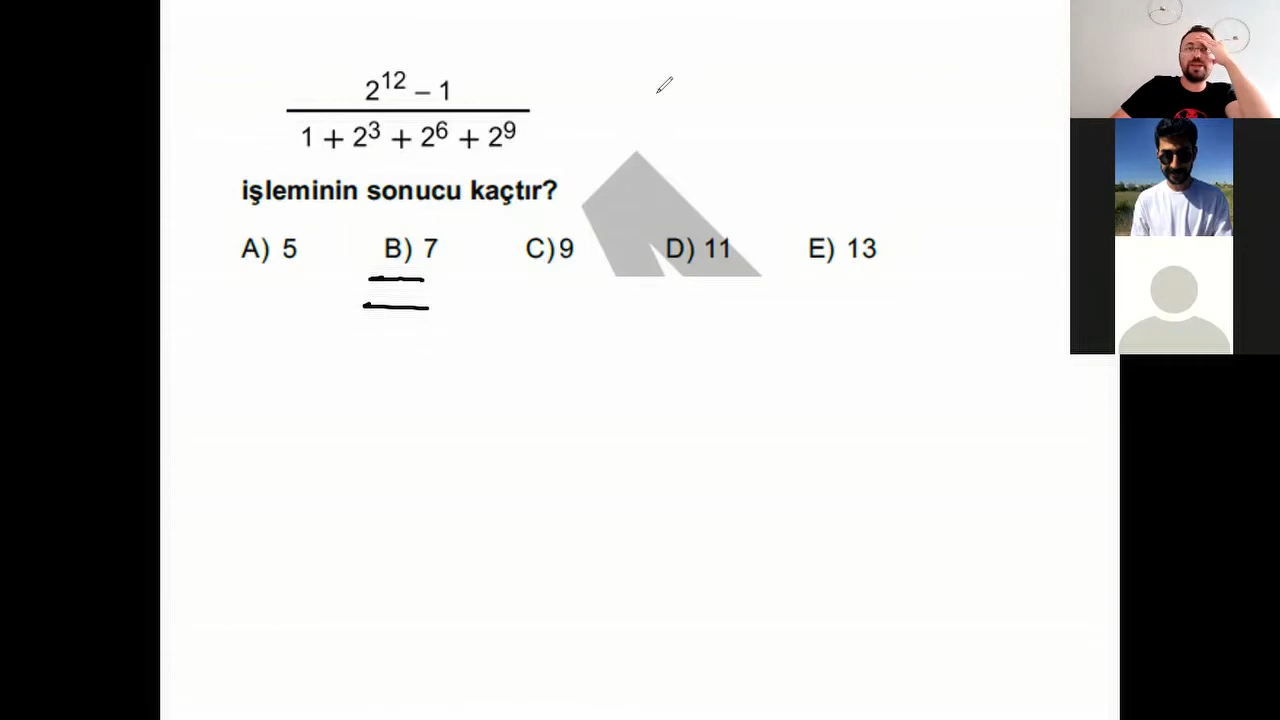 2^12 – 1
1 + 2^3 + 2^6 + 2^9
işleminin sonucu kaçtır?
A) 5 B) 7 C) 9 D) 11 E) 13